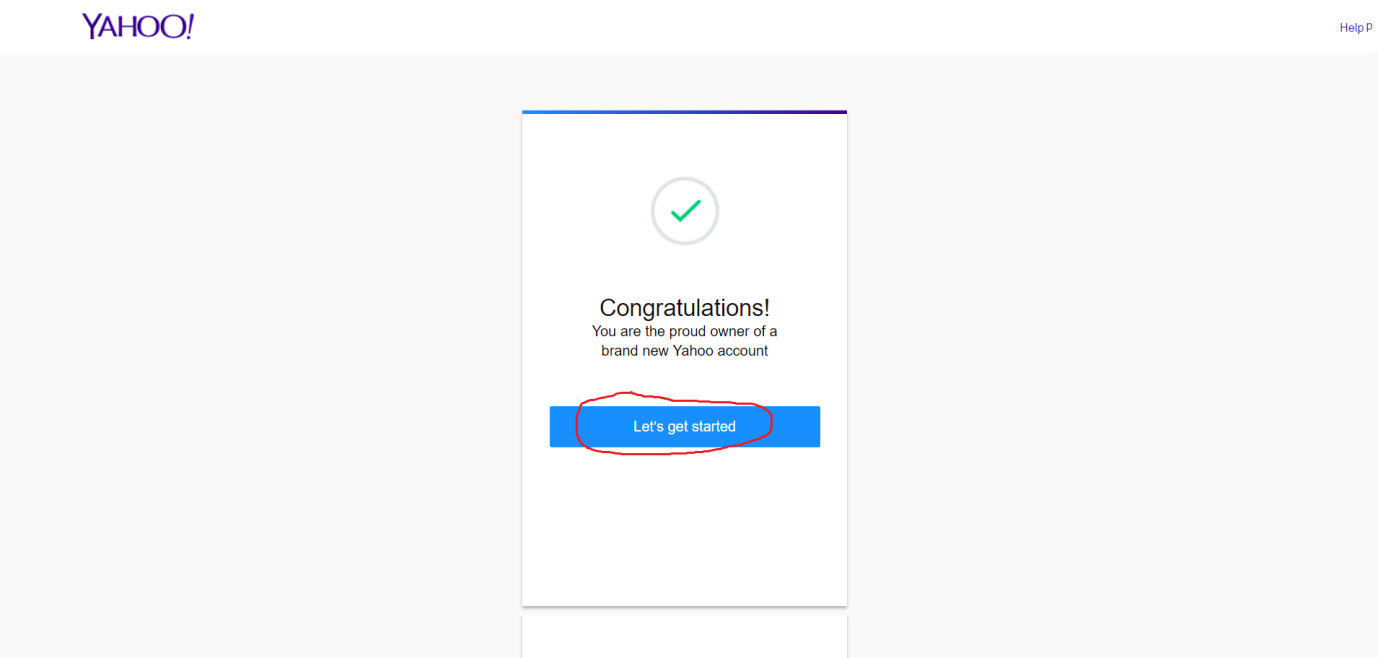 YAHOO!
Help p
Congratulations!
You are the proud owner of a
brand new Yahoo account
Let's get started